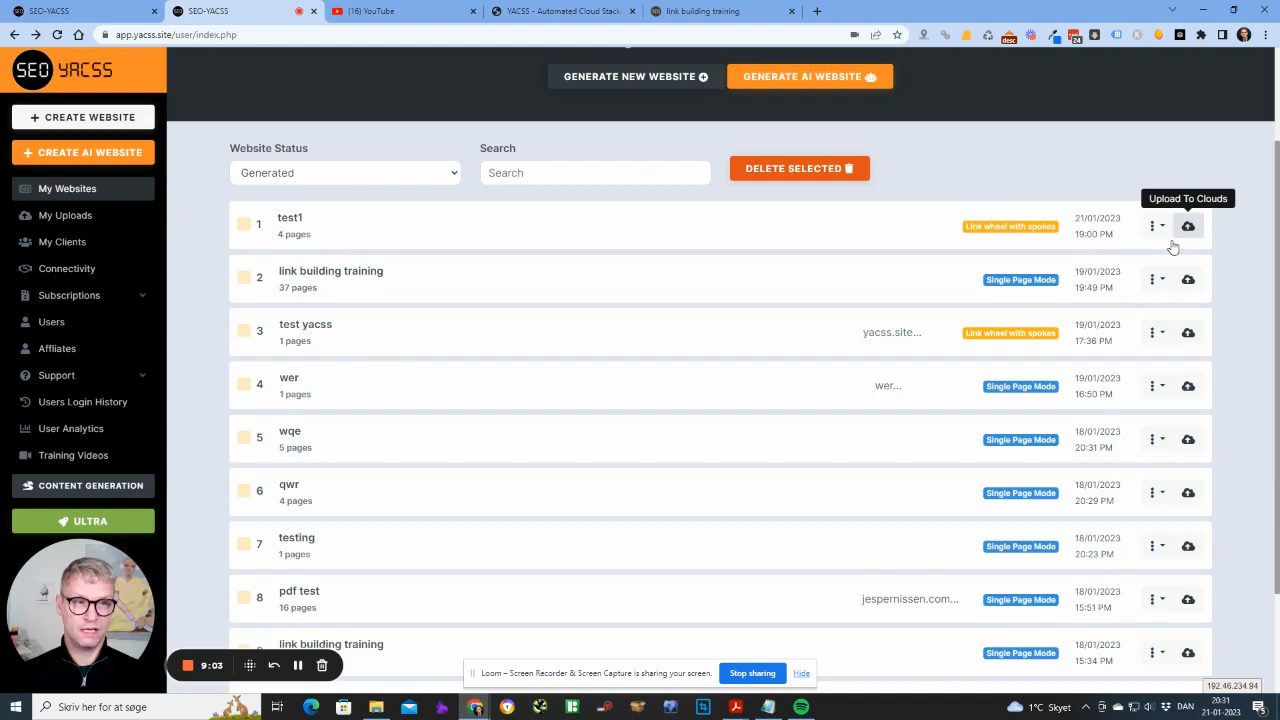 SEO-YACSS
SEO-YACSS
(16) YouTube
YACSS - Automated Cloud Stacki
link building training
app.yacss.site/user/index.php
desc
24
SEO YACSS
GENERATE NEW WEBSITE
GENERATE AI WEBSITE
CREATE WEBSITE
CREATE AI WEBSITE
My Websites
My Uploads
My Clients
Connectivity
Subscriptions
Users
Affliates
Support
Users Login History
User Analytics
Training Videos
CONTENT GENERATION
ULTRA
Website Status
Search
Generated
Search
DELETE SELECTED
Upload To Clouds
1
test1
4 pages
Link wheel with spokes
21/01/2023
19:00 PM
2
link building training
37 pages
Single Page Mode
19/01/2023
19:49 PM
3
test yacss
1 pages
yacss.site...
Link wheel with spokes
19/01/2023
17:36 PM
4
wer
1 pages
wer...
Single Page Mode
19/01/2023
16:50 PM
5
wqe
5 pages
Single Page Mode
18/01/2023
20:31 PM
6
qwr
4 pages
Single Page Mode
18/01/2023
20:29 PM
7
testing
1 pages
Single Page Mode
18/01/2023
20:23 PM
8
pdf test
16 pages
jespernissen.com...
Single Page Mode
18/01/2023
15:51 PM
link building training
Single Page Mode
18/01/2023
15:34 PM
9:03
Loom – Screen Recorder & Screen Capture is sharing your screen.
Stop sharing
Hide
192.46.234.94
Skriv her for at søge
1°C Skyet
DAN
20:31
21-01-2023